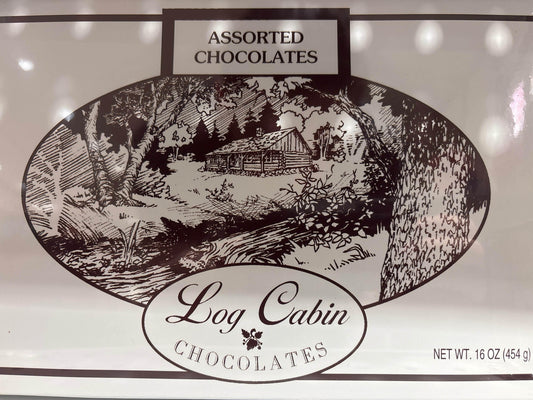 ASSORTED
CHOCOLATES
Log Cabin
CHOCOLATES
NET WT. 16 OZ (454 g)